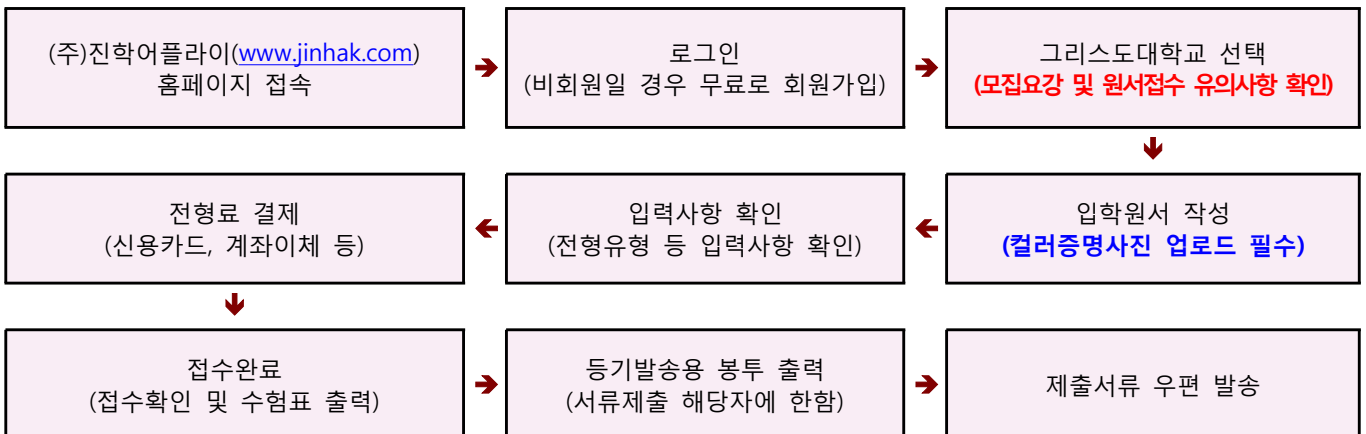 (주)진학어플라이(www.jinhak.com)
홈페이지 접속
로그인
(비회원일 경우 무료로 회원가입)
그리스도대학교 선택
(모집요강 및 원서접수 유의사항 확인)
입학원서 작성
(컬러증명사진 업로드 필수)
입력사항 확인
(전형유형 등 입력사항 확인)
전형료 결제
(신용카드, 계좌이체 등)
접수완료
(접수확인 및 수험표 출력)
등기발송용 봉투 출력
(서류제출 해당자에 한함)
제출서류 우편 발송